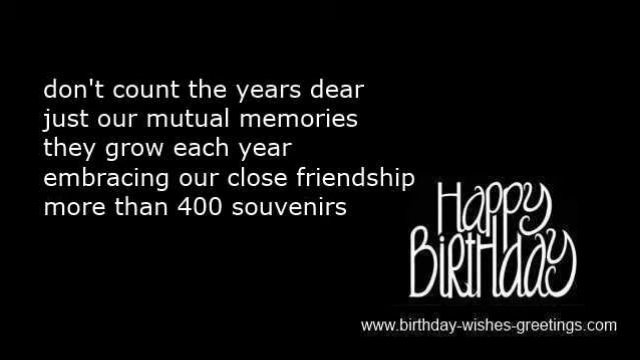 don't count the years dear
just our mutual memories
they grow each year
embracing our close friendship
more than 400 souvenirs
Happy
Birthday
www.birthday-wishes-greetings.com